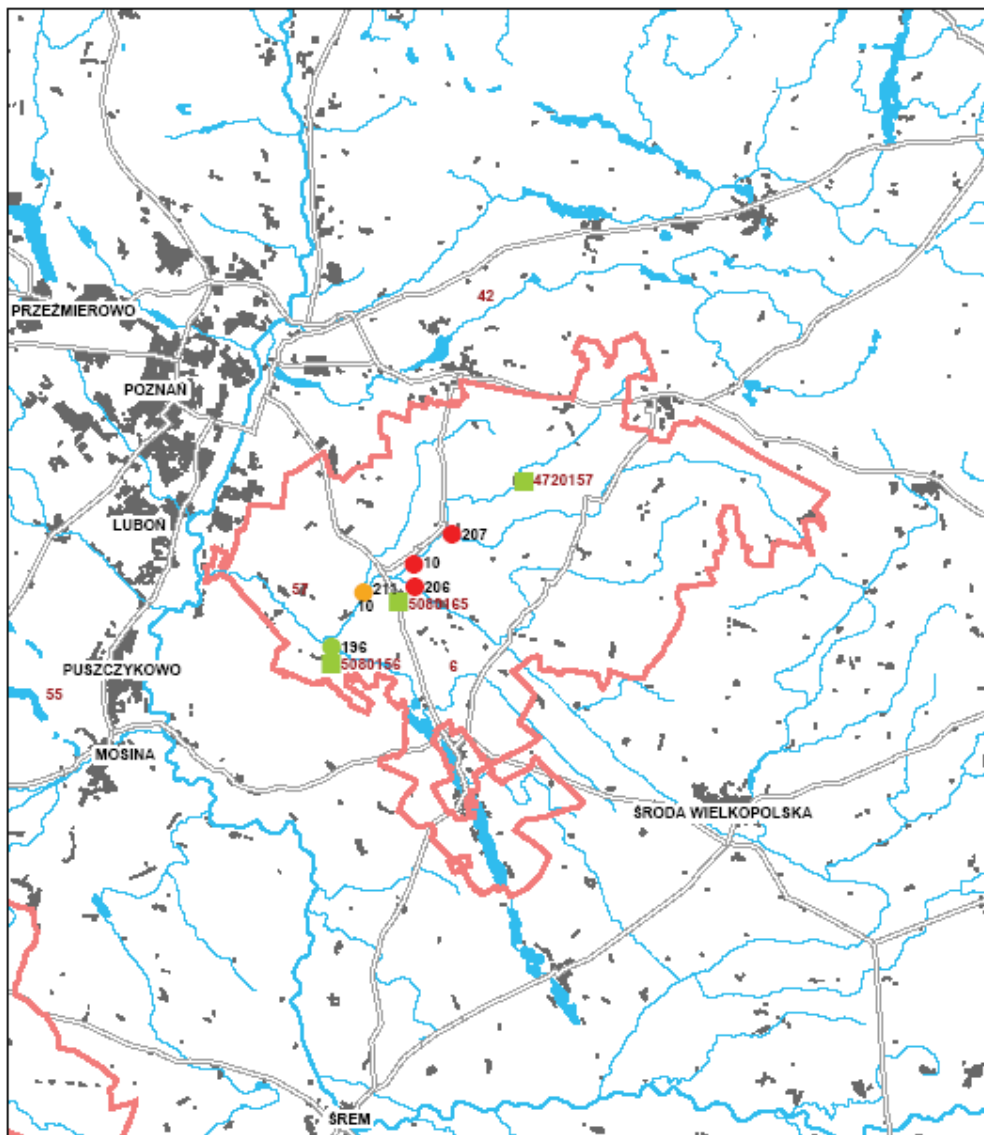 42
PRZEŹMIEROWO
POZNAŃ
4720157
LUBOŃ
207
10
57
211
206
10
5080165
196
5080156
6
PUSZCZYKOWO
55
MOSINA
ŚRODA WIELKOPOLSKA
ŚREM